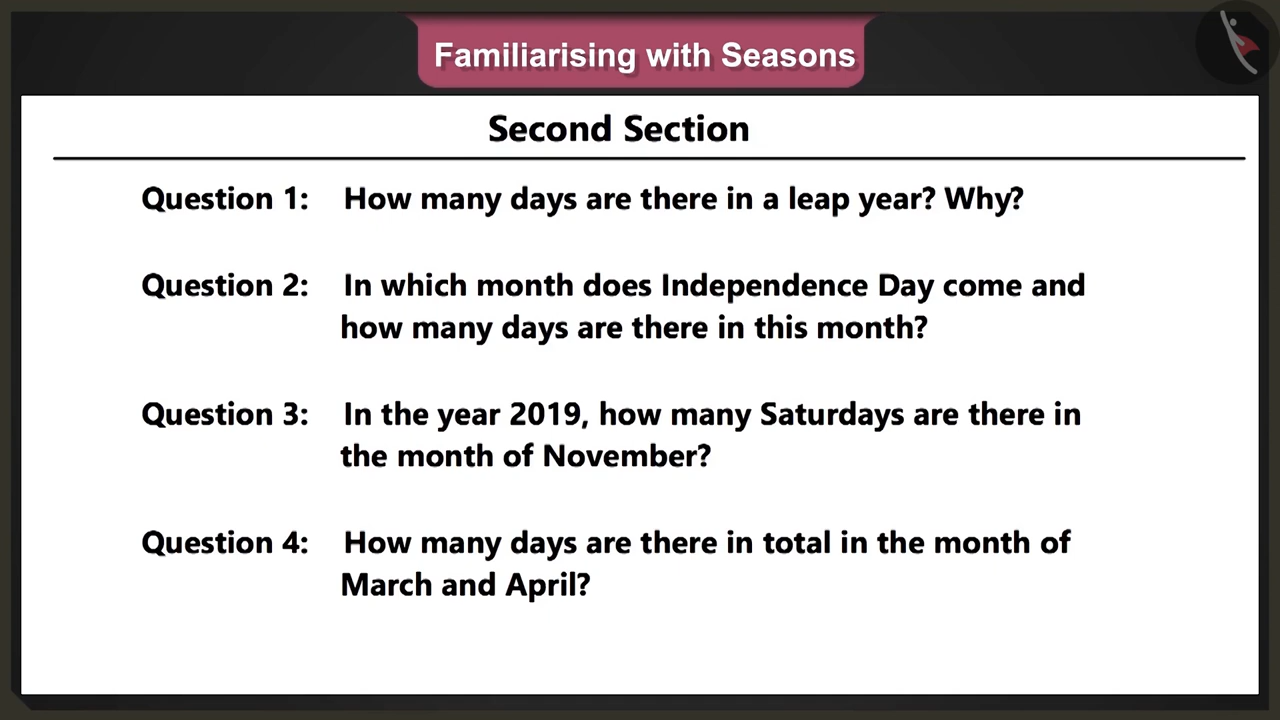 Familiarising with Seasons
Second Section
Question 1: How many days are there in a leap year? Why?
Question 2: In which month does Independence Day come and
how many days are there in this month?
Question 3: In the year 2019, how many Saturdays are there in
the month of November?
Question 4: How many days are there in total in the month of
March and April?